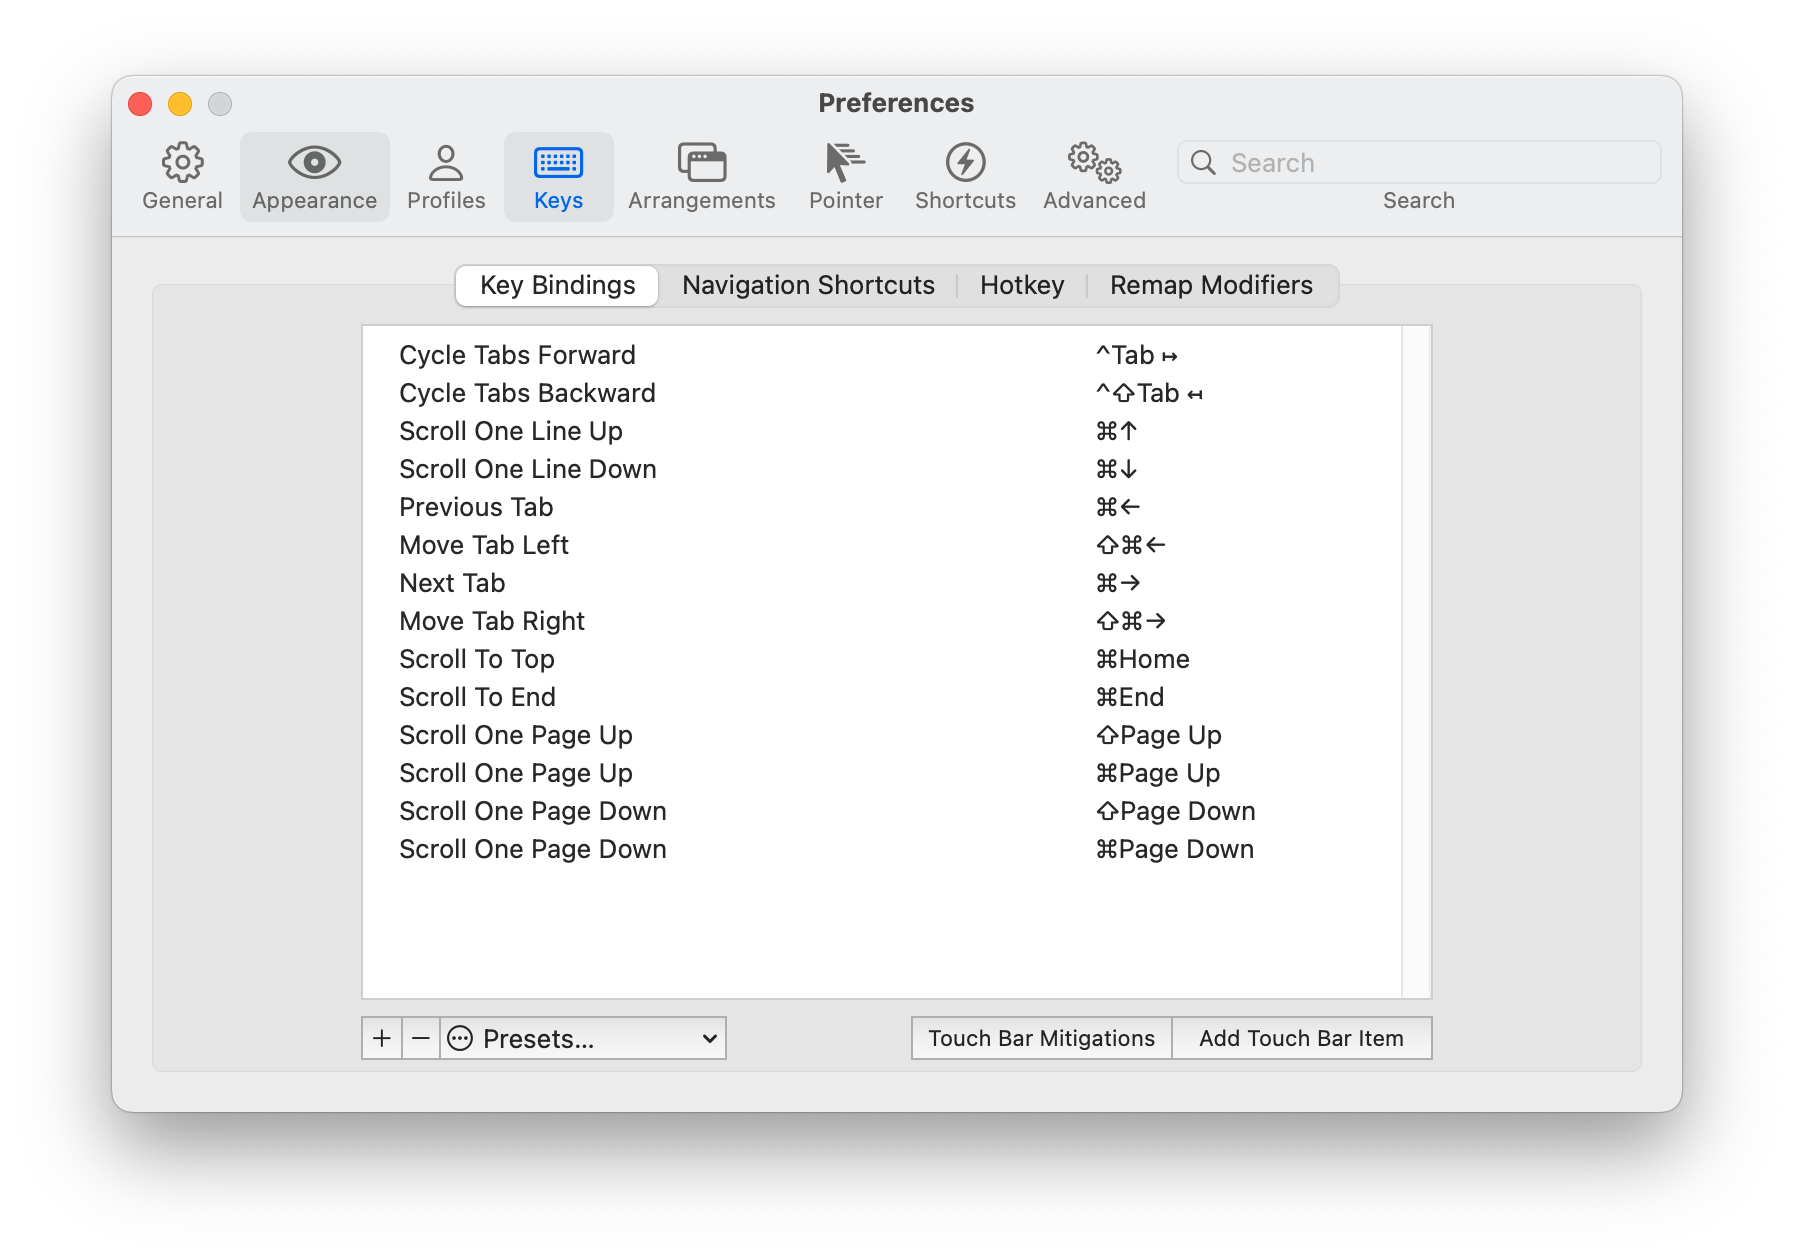 Preferences
General Appearance Profiles Keys Arrangements Pointer Shortcuts Advanced Search
Search
Key Bindings Navigation Shortcuts Hotkey Remap Modifiers
Cycle Tabs Forward ^Tab ↦
Cycle Tabs Backward ^⇧Tab ↤
Scroll One Line Up ⌘↑
Scroll One Line Down ⌘↓
Previous Tab ⌘←
Move Tab Left ⇧⌘←
Next Tab ⌘→
Move Tab Right ⇧⌘→
Scroll To Top ⌘Home
Scroll To End ⌘End
Scroll One Page Up ⇧Page Up
Scroll One Page Up ⌘Page Up
Scroll One Page Down ⇧Page Down
Scroll One Page Down ⌘Page Down
+ − Presets... Touch Bar Mitigations Add Touch Bar Item